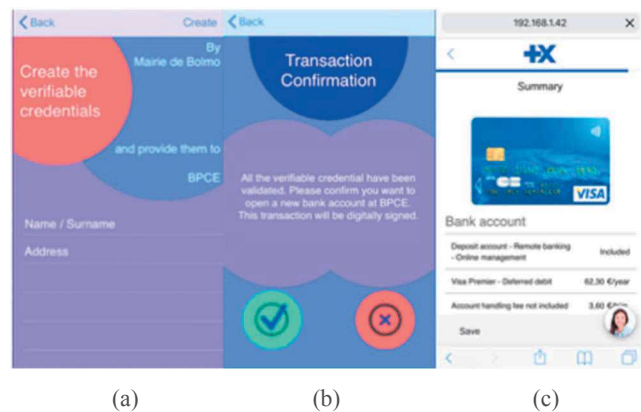 Back Create
By
Mairie de Bolmo
Create the
verifiable
credentials
and provide them to
BPCE
Name / Surname
Address
Back
Transaction
Confirmation
All the verifiable credential have been
validated. Please confirm you want to
open a new bank account at BPCE.
This transaction will be digitally signed.
192.168.1.42
+X
Summary
VISA
Bank account
Deposit account - Remote banking
- Online management
Included
Visa Premier - Deferred debit 62,30 €/year
Account handling fee not included 3,60
Save
(a) (b) (c)